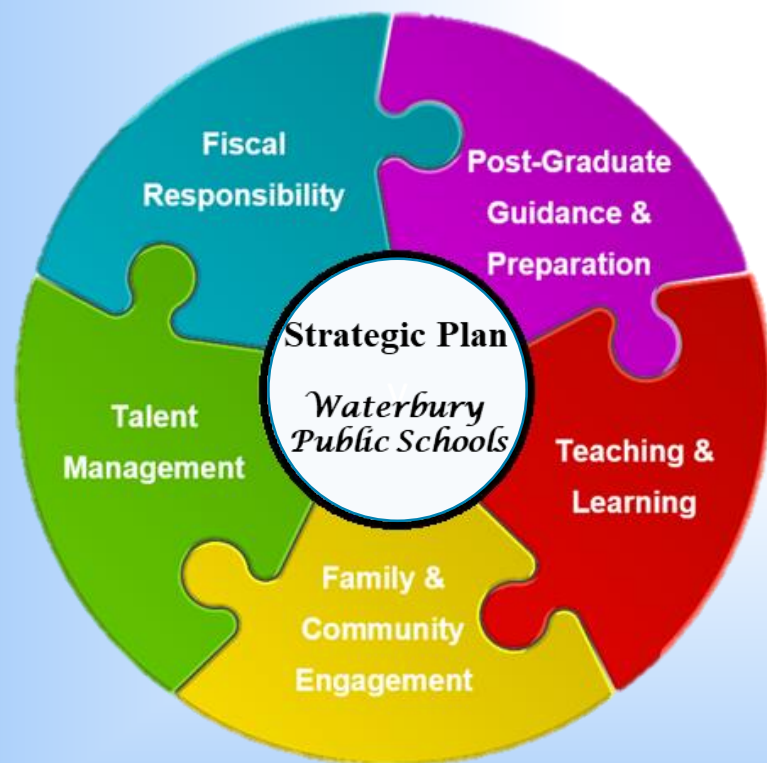 Fiscal
Responsibility
Post-Graduate
Guidance &
Preparation
Strategic Plan
Waterbury
Public Schools
Talent
Management
Teaching &
Learning
Family &
Community
Engagement